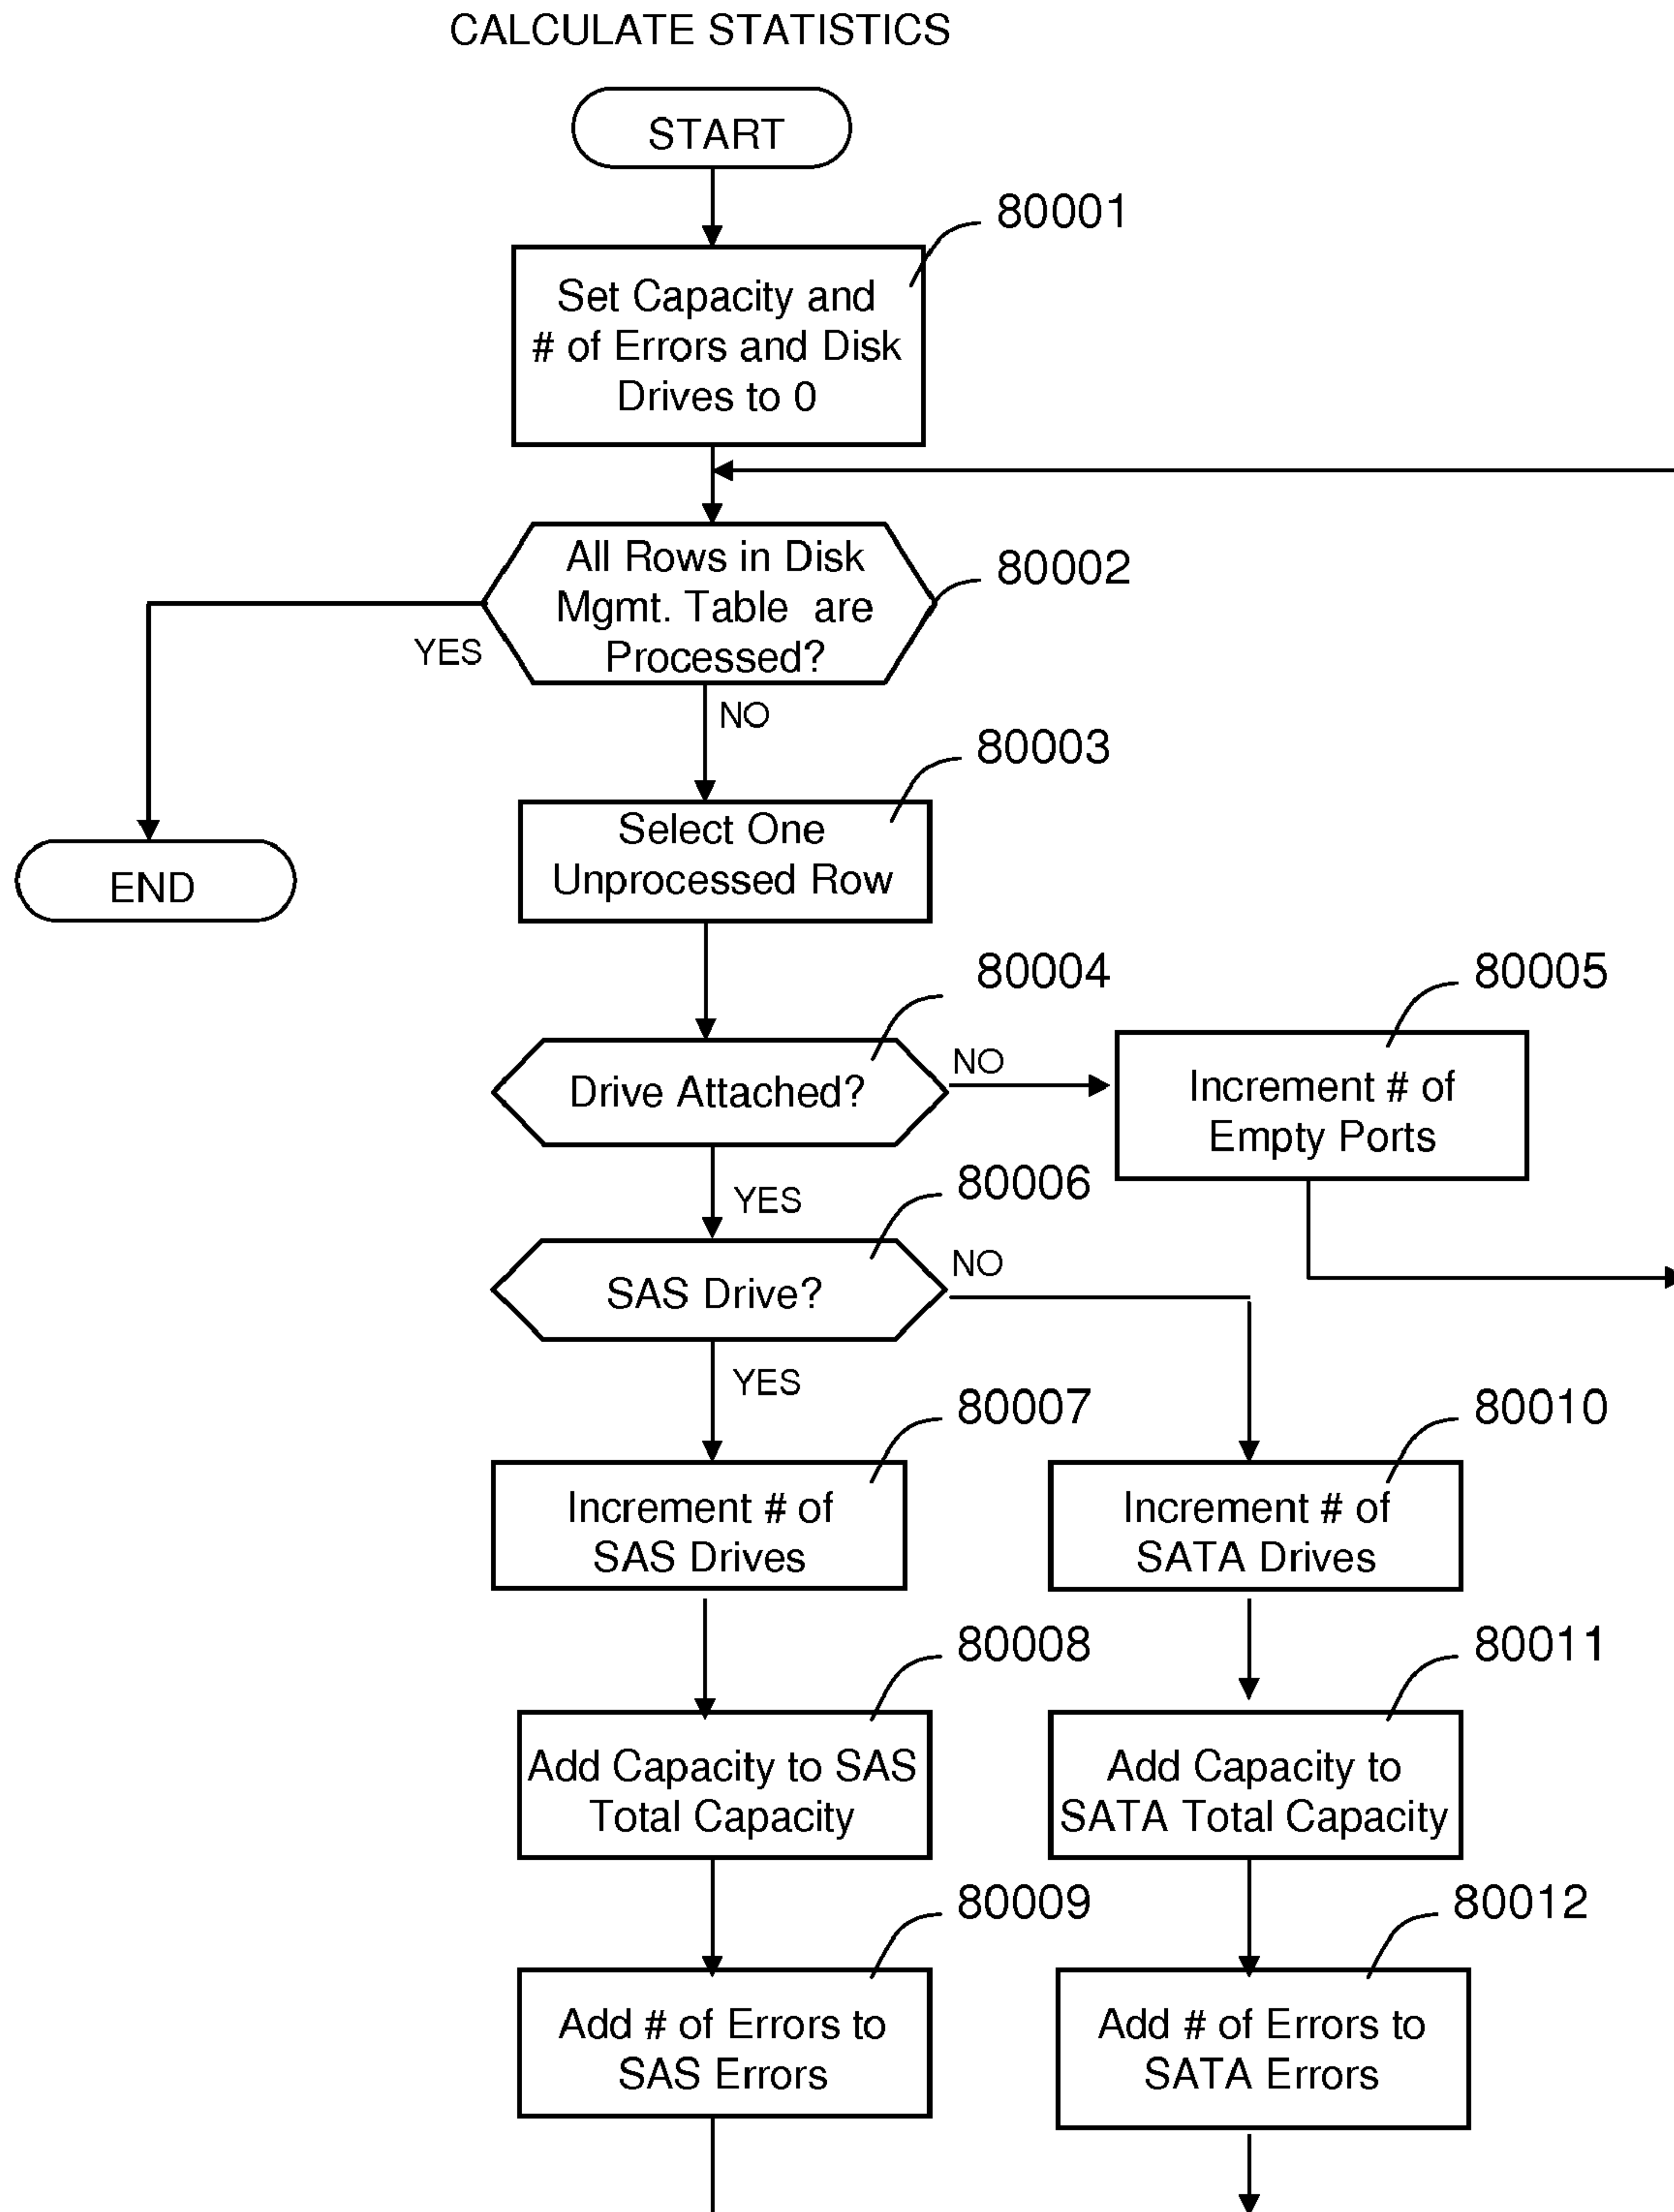 CALCULATE STATISTICS
START
80001
Set Capacity and
# of Errors and Disk
Drives to 0
All Rows in Disk
Mgmt. Table are
Processed?
80002
YES
NO
80003
Select One
Unprocessed Row
END
80004
80005
Drive Attached?
NO
Increment # of
Empty Ports
YES
80006
SAS Drive?
NO
YES
80007
80010
Increment # of
SAS Drives
Increment # of
SATA Drives
80008
80011
Add Capacity to SAS
Total Capacity
Add Capacity to
SATA Total Capacity
80009
80012
Add # of Errors to
SAS Errors
Add # of Errors to
SATA Errors